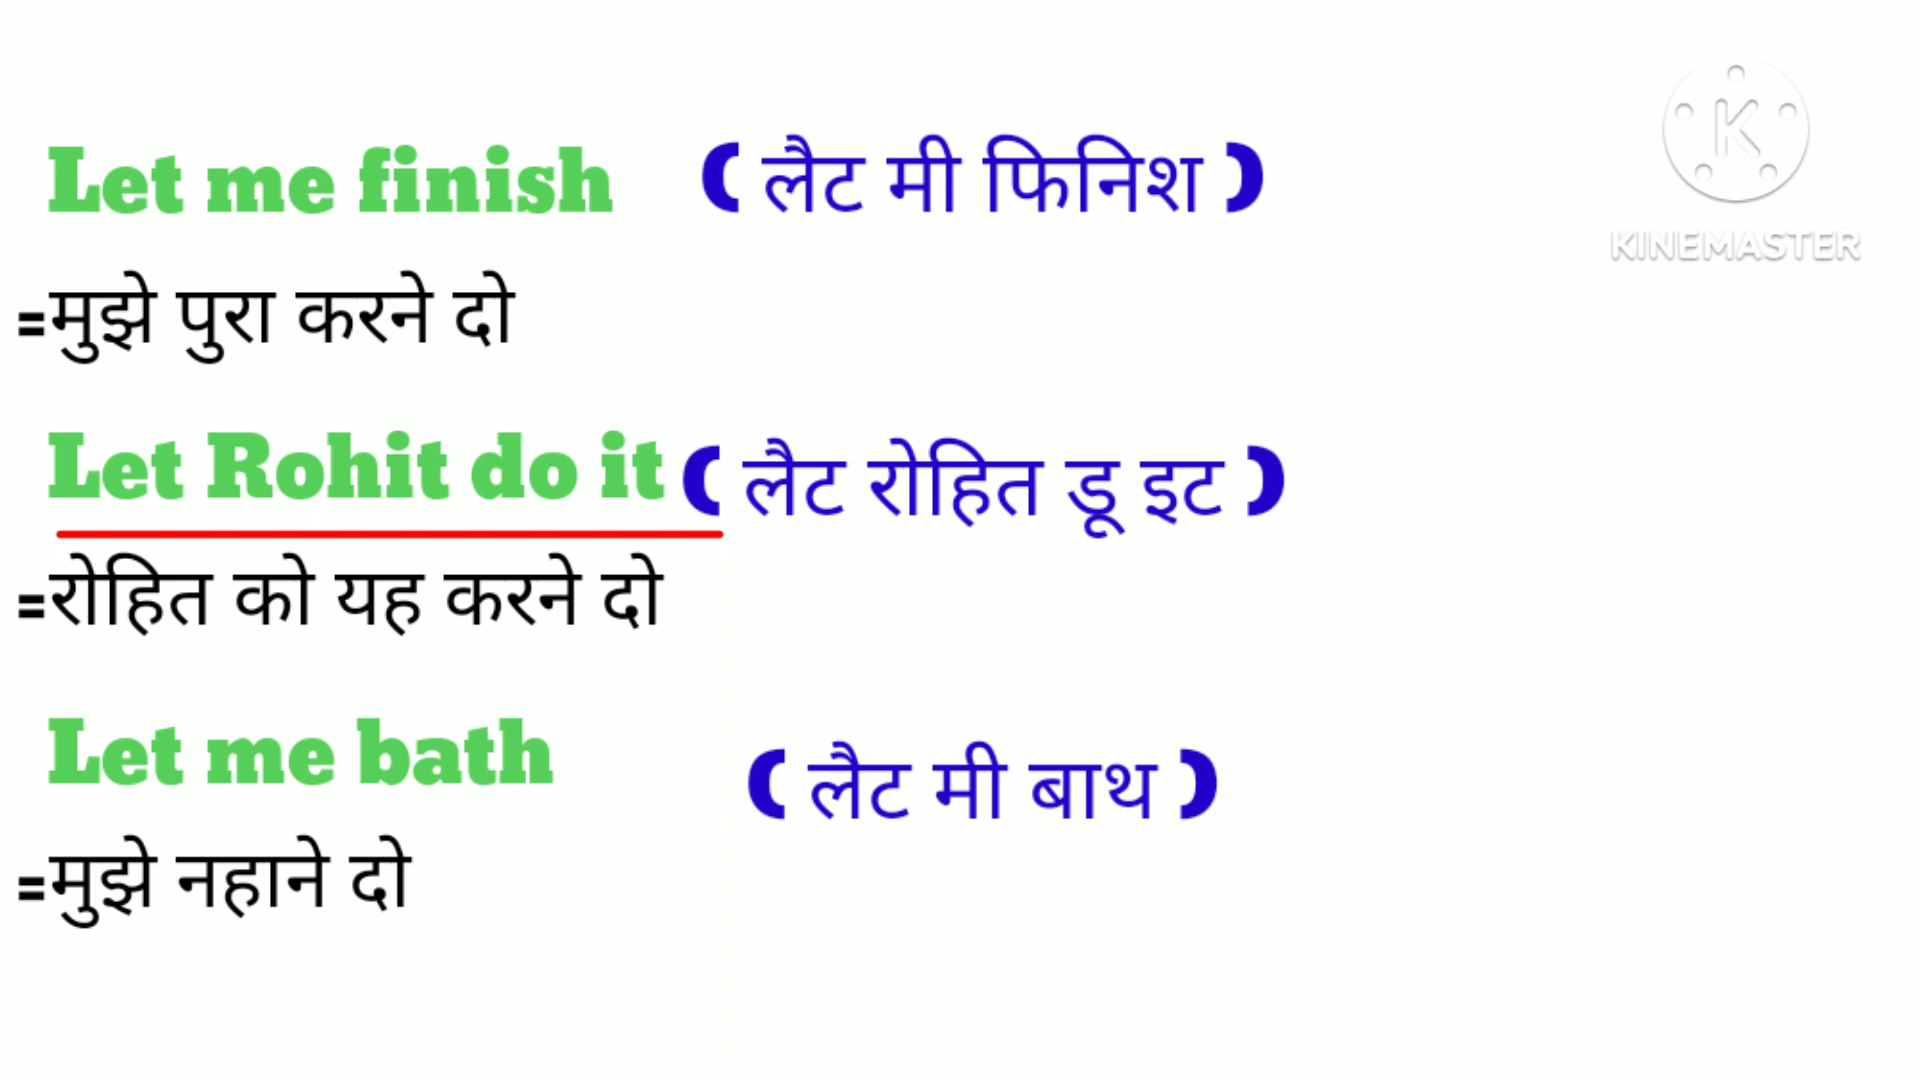 Let me finish ( लैट मी फिनिश )
=मुझे पुरा करने दो
Let Rohit do it ( लैट रोहित डू इट )
=रोहित को यह करने दो
Let me bath ( लैट मी बाथ )
=मुझे नहाने दो
K
KINEMASTER